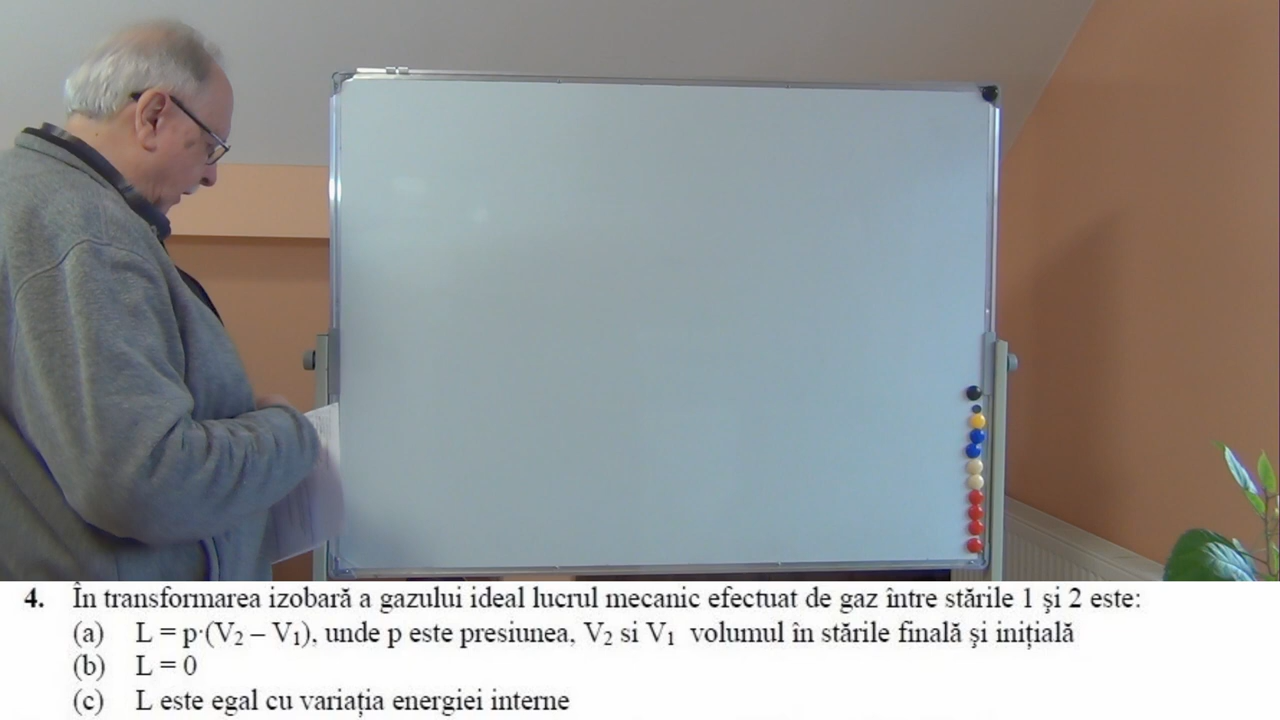 4. În transformarea izobară a gazului ideal lucrul mecanic efectuat de gaz între stările 1 şi 2 este:
(a) L = p·(V₂ – V₁), unde p este presiunea, V₂ si V₁ volumul în stările finală şi iniţială
(b) L = 0
(c) L este egal cu variaţia energiei interne